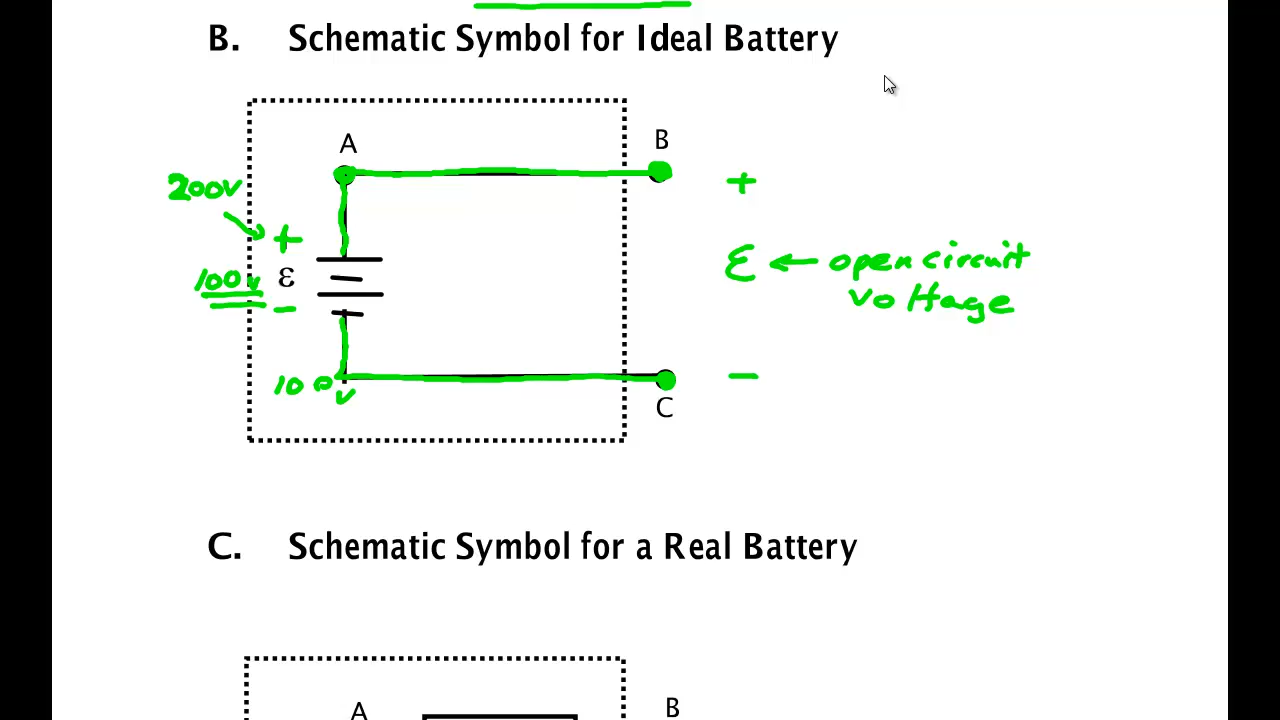 B. Schematic Symbol for Ideal Battery
A
B
200v
+
+
100v ε
ε ← open circuit
voltage
-
100v
-
C
C. Schematic Symbol for a Real Battery
A
B